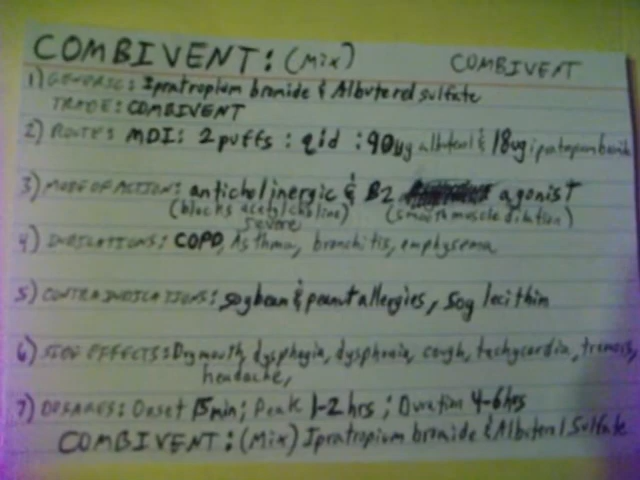 COMBIVENT: (Mix) COMBIVENT
1) GENERIC: Ipratropium bromide & Albuterol sulfate
TRADE: COMBIVENT
2) ROUTE: MDI: 2 puffs : qid : 90ug albuterol & 18ug ipratropium bromide
3) MODE OF ACTION: anticholinergic & B2 agonist
(blocks acetylcholine) (smooth muscle dilation)
severe
4) INDICATIONS: COPD, Asthma, bronchitis, emphysema
5) CONTRAINDICATIONS: soybean & peanut allergies, soy lecithin
6) SIDE EFFECTS: Dry mouth, dysphagia, dysphonia, cough, tachycardia, tremors,
headache,
7) DOSAGES: Onset 15min; Peak 1-2 hrs; Duration 4-6hrs
COMBIVENT: (Mix) Ipratropium bromide & Albuterol Sulfate